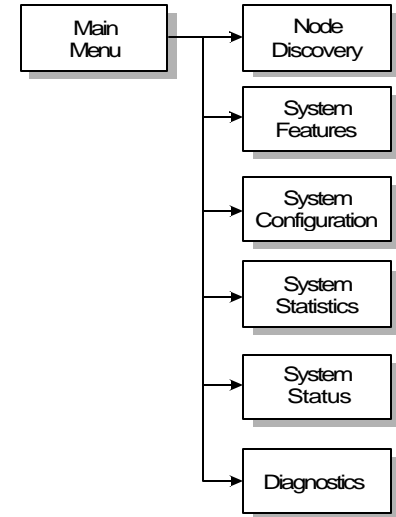 Main
Menu
Node
Discovery
System
Features
System
Configuration
System
Statistics
System
Status
Diagnostics